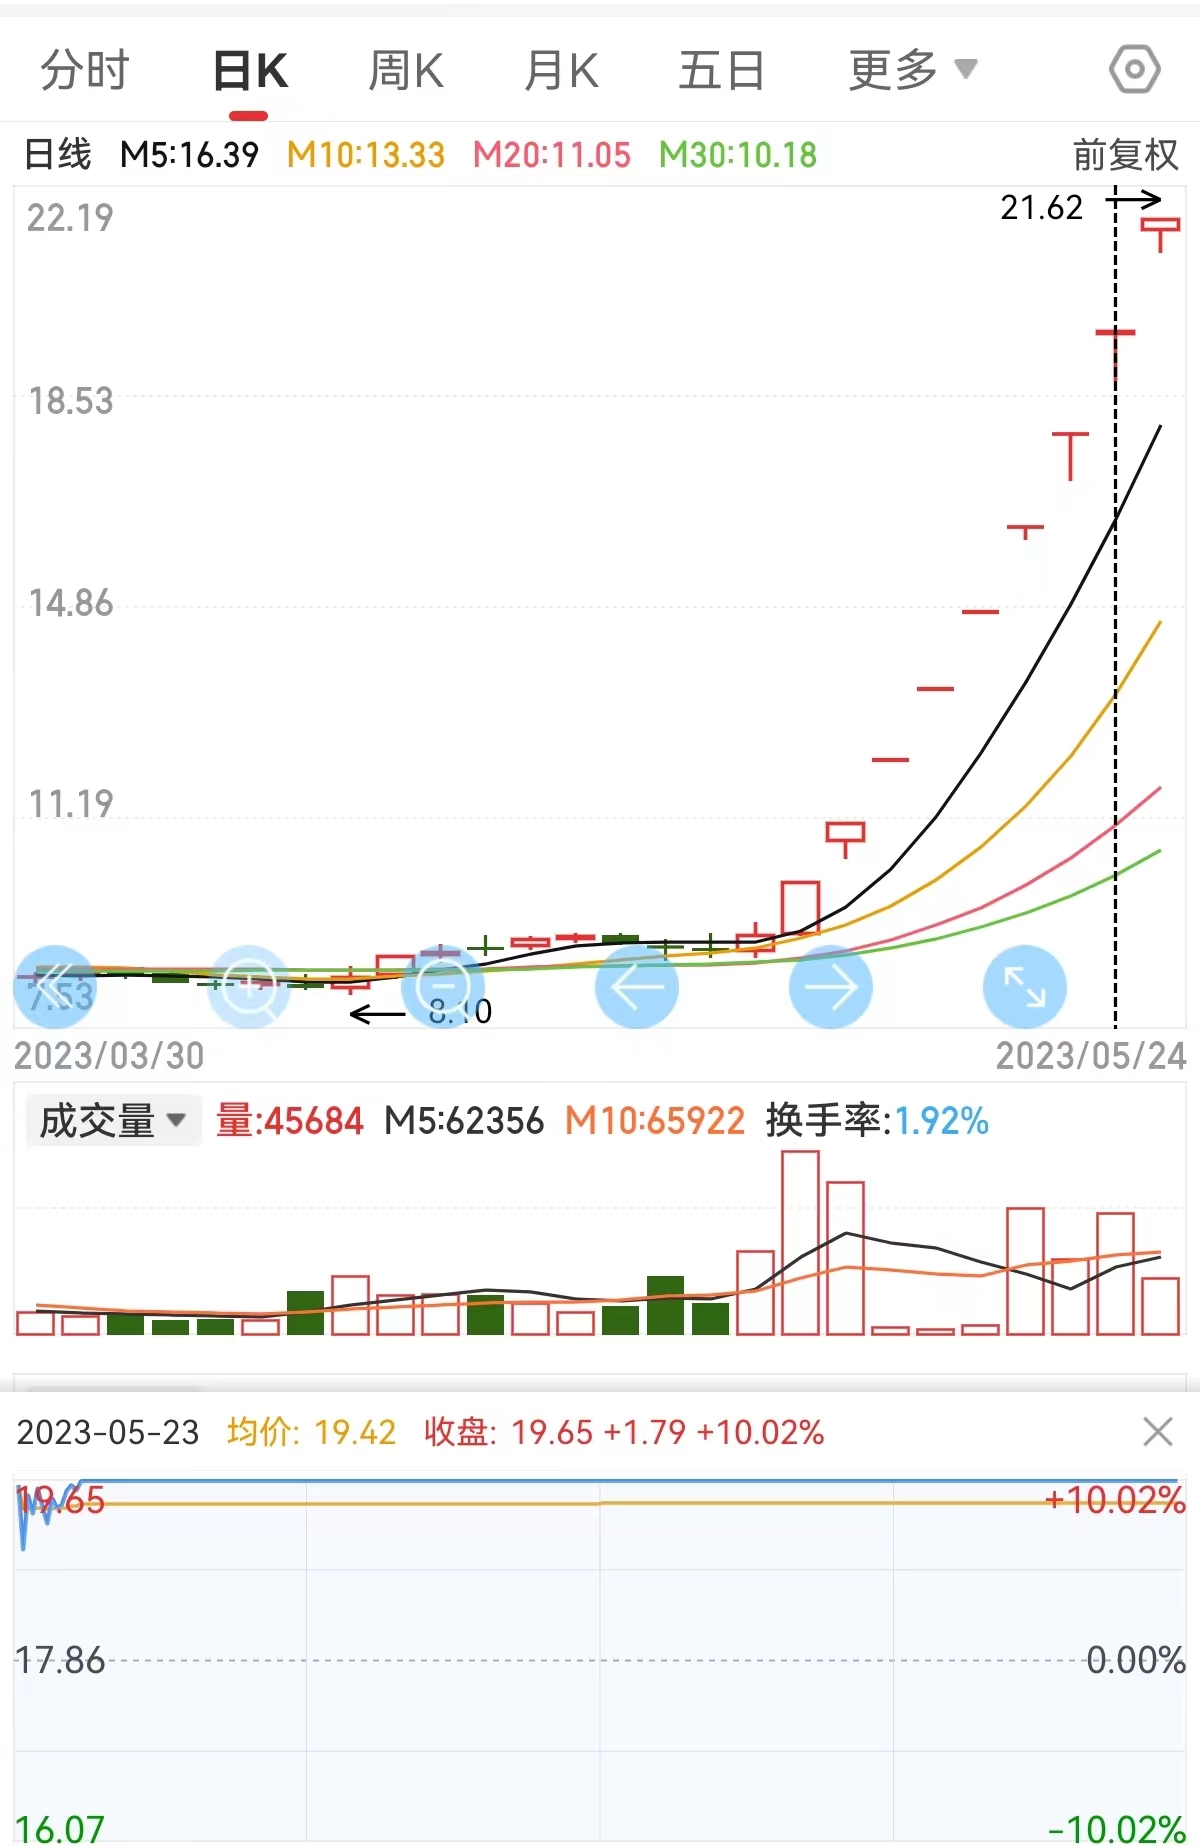 分时 日K 周K 月K 五日 更多
日线 M5:16.39 M10:13.33 M20:11.05 M30:10.18 前复权
22.19
21.62
18.53
14.86
11.19
7.53
8.10
2023/03/30 2023/05/24
成交量 量:45684 M5:62356 M10:65922 换手率:1.92%
2023-05-23 均价: 19.42 收盘: 19.65 +1.79 +10.02%
19.65 +10.02%
17.86 0.00%
16.07 -10.02%